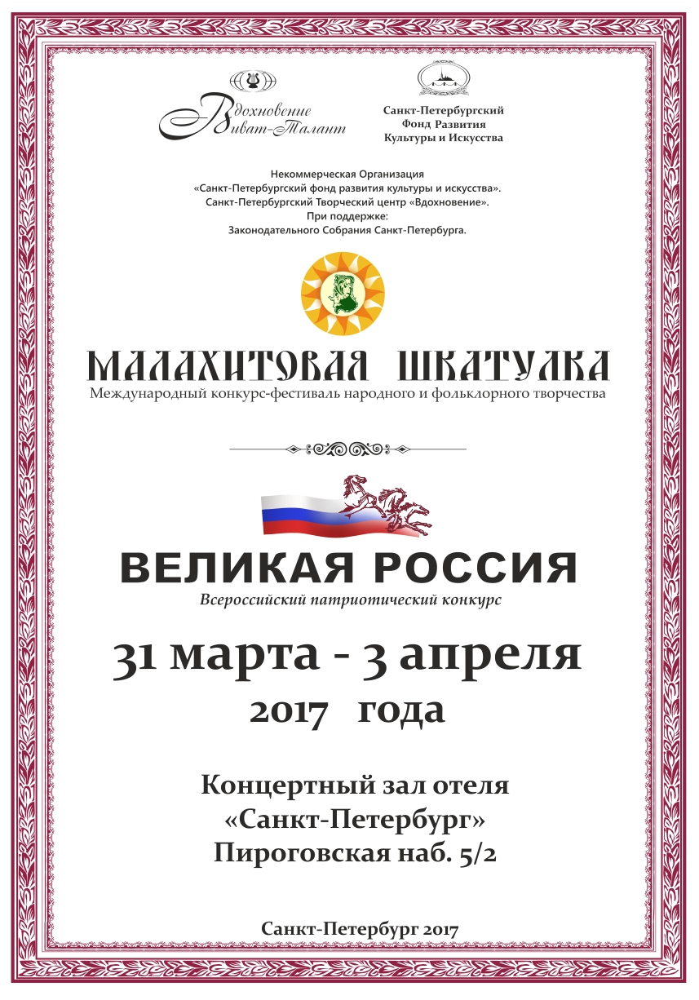 Вдохновение
Виват-Талант
Санкт-Петербургский
Фонд Развития
Культуры и Искусства
Некоммерческая Организация
«Санкт-Петербургский фонд развития культуры и искусства».
Санкт-Петербургский Творческий центр «Вдохновение».
При поддержке:
Законодательного Собрания Санкт-Петербурга.
МАЛАХИТОВАЯ ШКАТУЛКА
Международный конкурс-фестиваль народного и фольклорного творчества
ВЕЛИКАЯ РОССИЯ
Всероссийский патриотический конкурс
31 марта - 3 апреля
2017 года
Концертный зал отеля
«Санкт-Петербург»
Пироговская наб. 5/2
Санкт-Петербург 2017